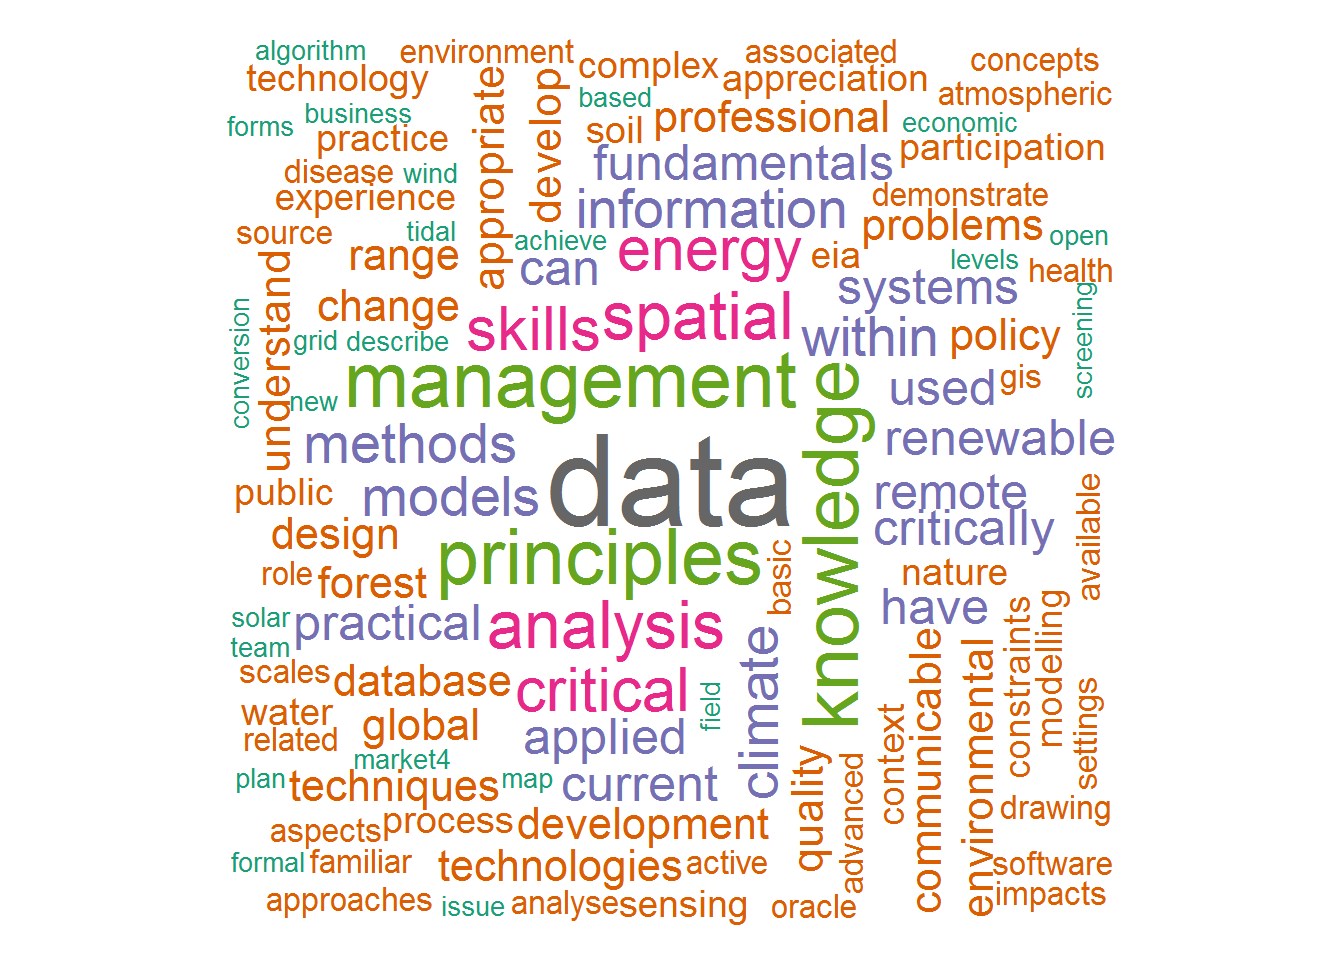 algorithm
environment
associated
concepts
technology
complex
appreciation
atmospheric
business
based
forms
practice
appropriate
develop
soil
professional
economic
participation
disease
wind
fundamentals
experience
information
demonstrate
source
tidal
achieve
energy
eia
problems
open
range
can
levels
health
understand
change
skills
spatial
systems
screening
conversion
grid
describe
within
policy
new
management
knowledge
used
gis
methods
renewable
public
models
data
remote
critically
available
design
principles
basic
role
forest
nature
solar
practical
analysis
climate
have
team
communicable
environmental
constraints
modelling
scales
database
critical
field
water
global
applied
context
settings
related
market4
quality
advanced
plan
techniques
map
current
drawing
aspects
process
development
formal
familiar
technologies
active
software
approaches
issue
analyse
sensing
oracle
impacts